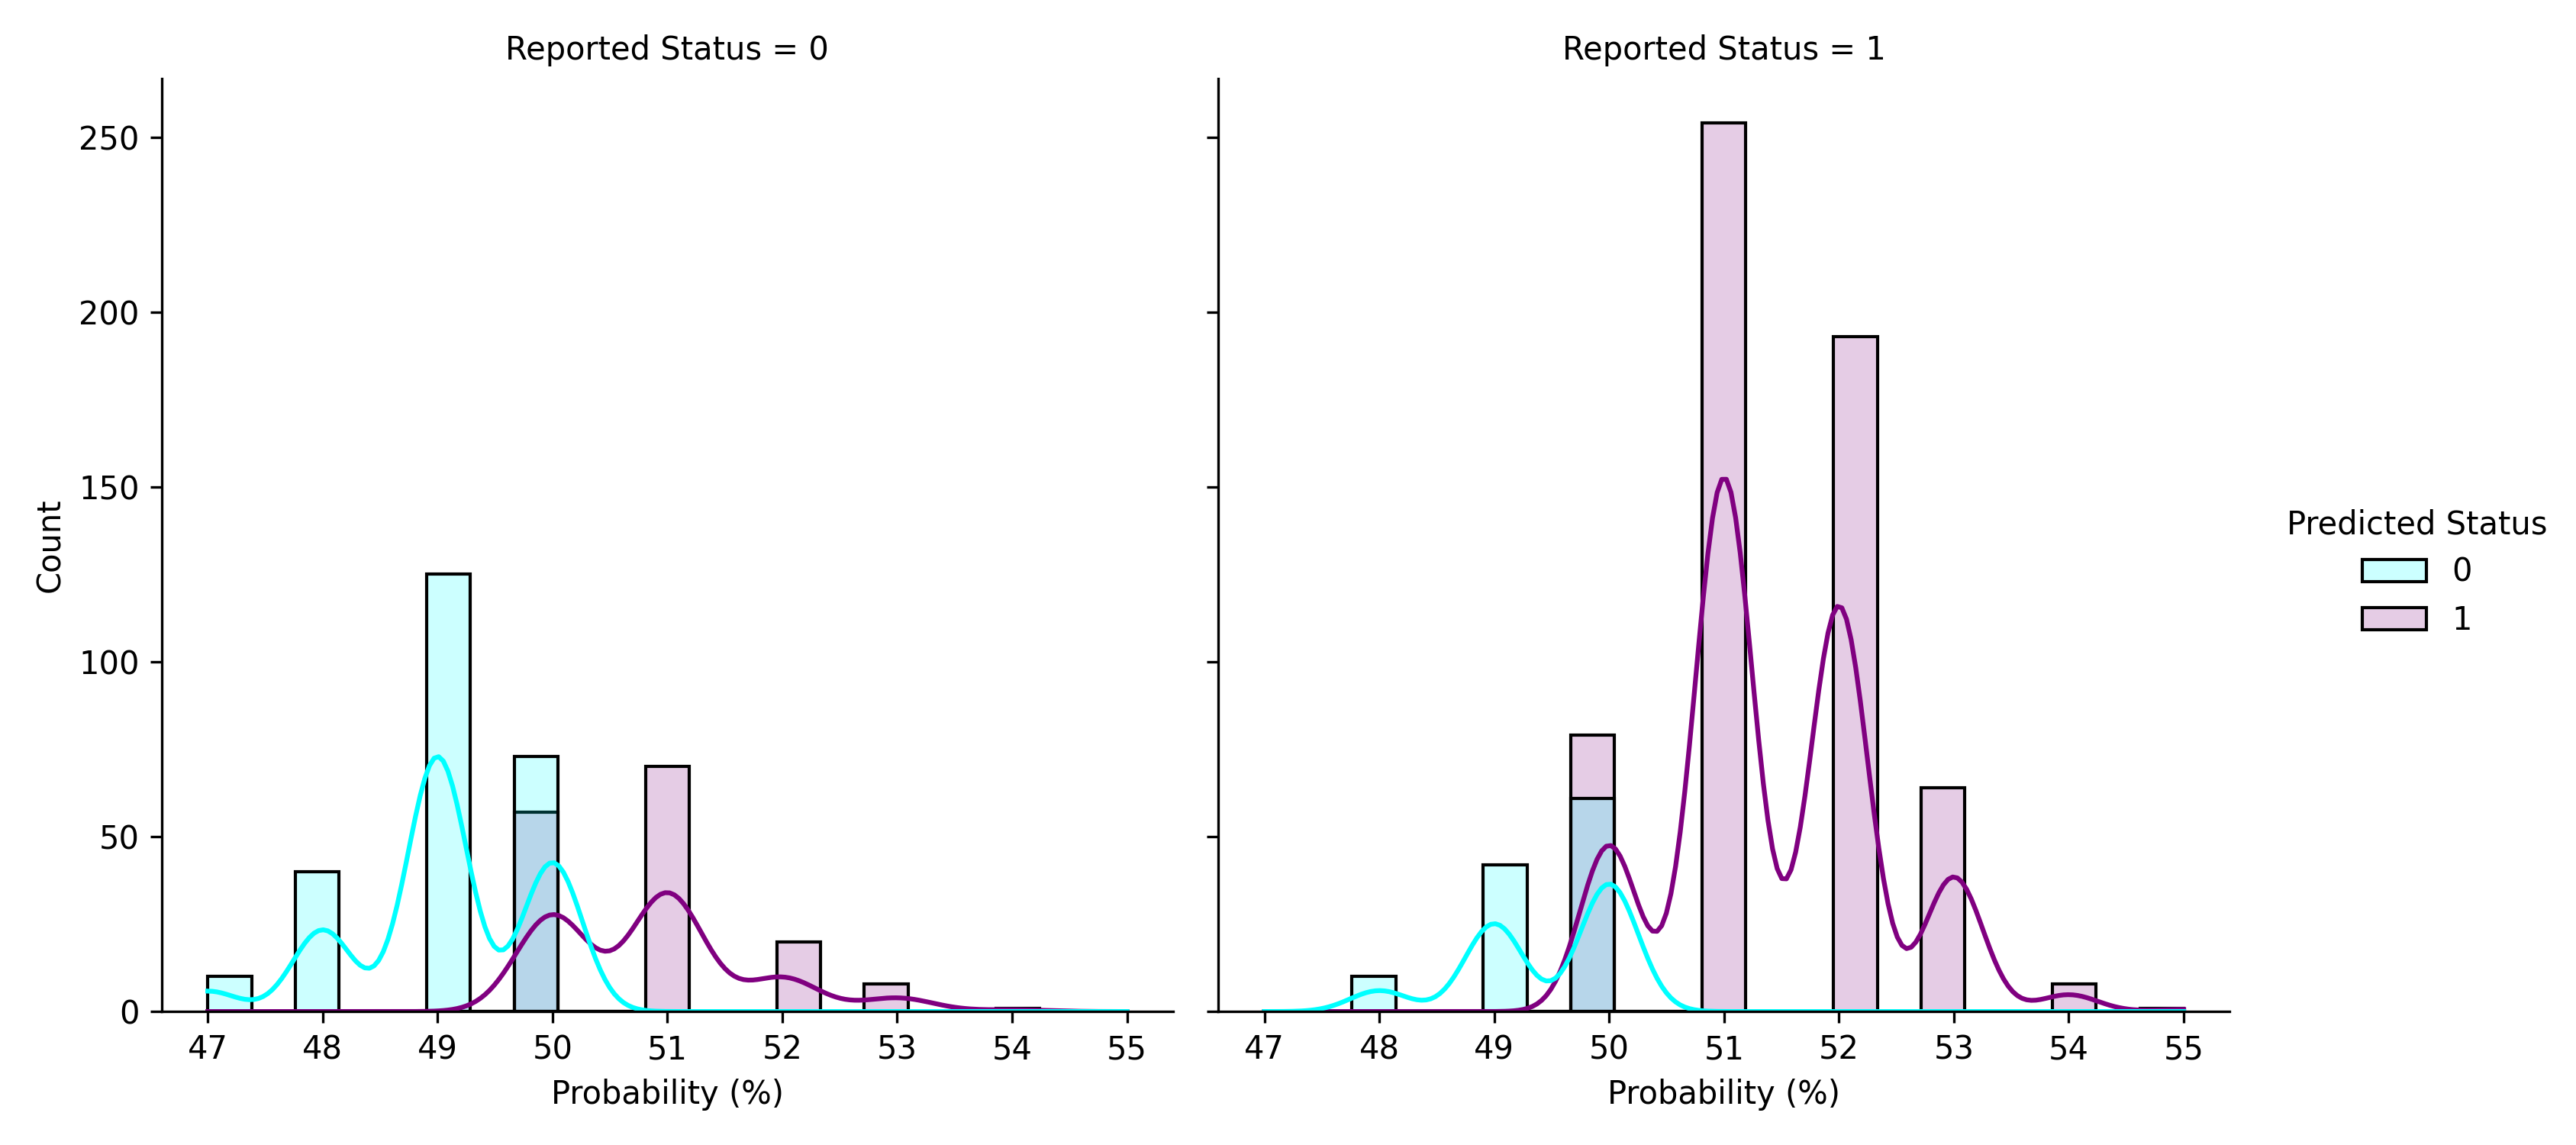 Reported Status = 0
Reported Status = 1
250
200
150
100
50
0
Count
47 48 49 50 51 52 53 54 55
47 48 49 50 51 52 53 54 55
Probability (%)
Probability (%)
Predicted Status
0
1